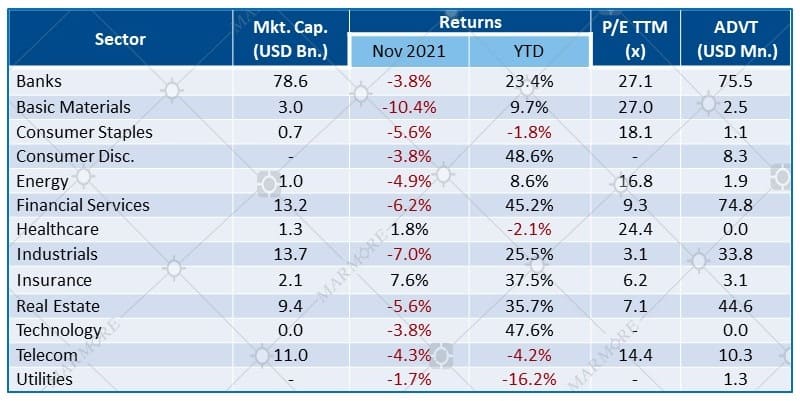 Sector Mkt. Cap. (USD Bn.) Returns P/E TTM (x) ADVT (USD Mn.)
Nov 2021 YTD
Banks 78.6 -3.8% 23.4% 27.1 75.5
Basic Materials 3.0 -10.4% 9.7% 27.0 2.5
Consumer Staples 0.7 -5.6% -1.8% 18.1 1.1
Consumer Disc. - -3.8% 48.6% - 8.3
Energy 1.0 -4.9% 8.6% 16.8 1.9
Financial Services 13.2 -6.2% 45.2% 9.3 74.8
Healthcare 1.3 1.8% -2.1% 24.4 0.0
Industrials 13.7 -7.0% 25.5% 3.1 33.8
Insurance 2.1 7.6% 37.5% 6.2 3.1
Real Estate 9.4 -5.6% 35.7% 7.1 44.6
Technology 0.0 -3.8% 47.6% - 0.0
Telecom 11.0 -4.3% -4.2% 14.4 10.3
Utilities - -1.7% -16.2% - 1.3
MARMORE
MARMORE
MARMORE
MARMORE